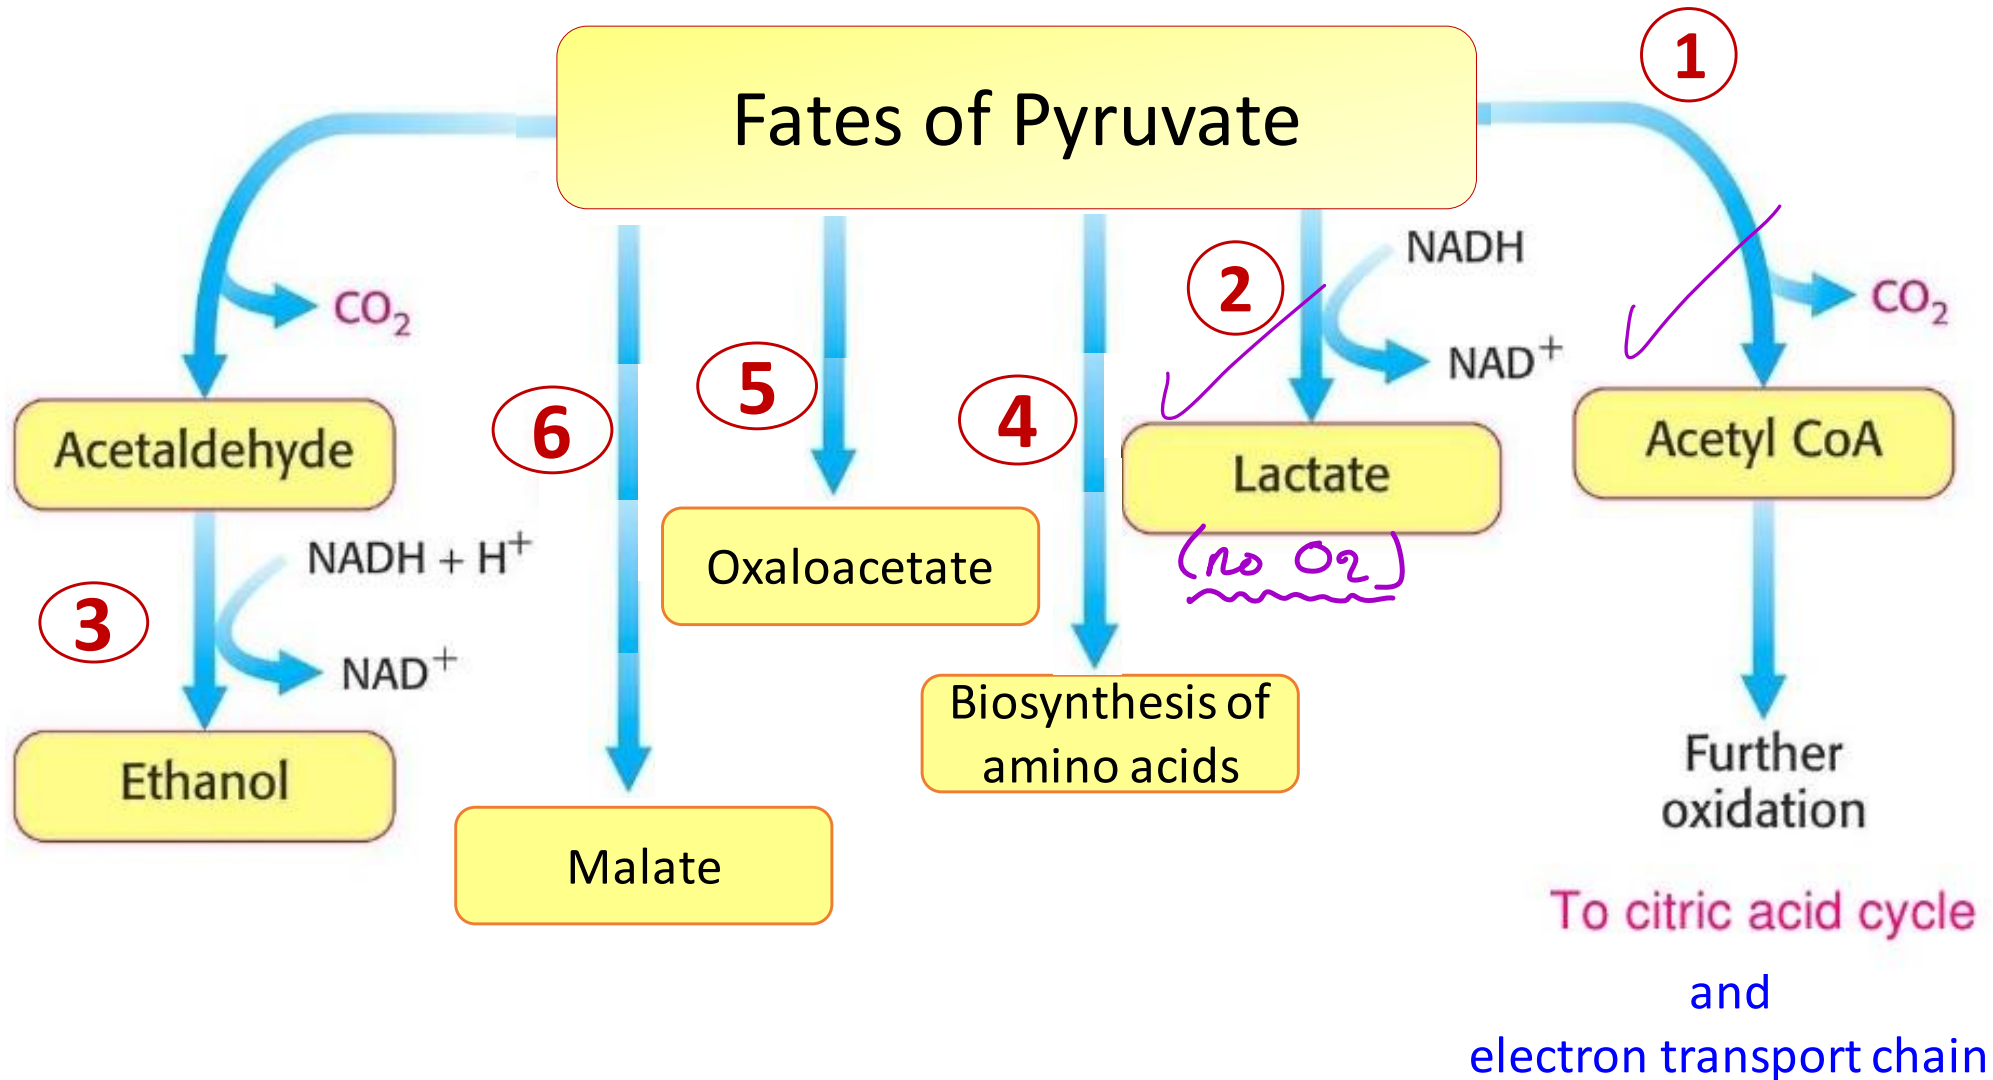 Fates of Pyruvate
1
CO2
Acetaldehyde
NADH + H+
3
NAD+
Ethanol
6
Malate
5
Oxaloacetate
4
Biosynthesis of
amino acids
2
NADH
NAD+
Lactate
(no O2)
CO2
Acetyl CoA
Further
oxidation
To citric acid cycle
and
electron transport chain